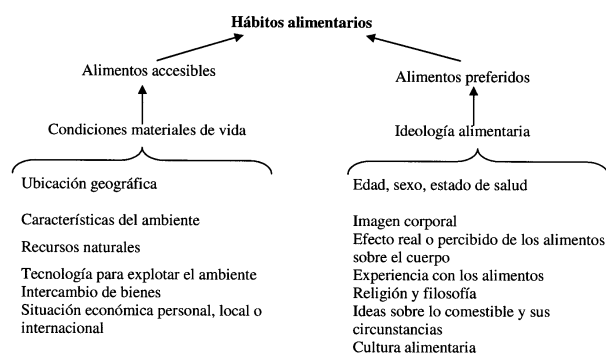 Hábitos alimentarios
Alimentos accesibles
Alimentos preferidos
Condiciones materiales de vida
Ideología alimentaria
Ubicación geográfica
Características del ambiente
Recursos naturales
Tecnología para explotar el ambiente
Intercambio de bienes
Situación económica personal, local o
internacional
Edad, sexo, estado de salud
Imagen corporal
Efecto real o percibido de los alimentos
sobre el cuerpo
Experiencia con los alimentos
Religión y filosofía
Ideas sobre lo comestible y sus
circunstancias
Cultura alimentaria